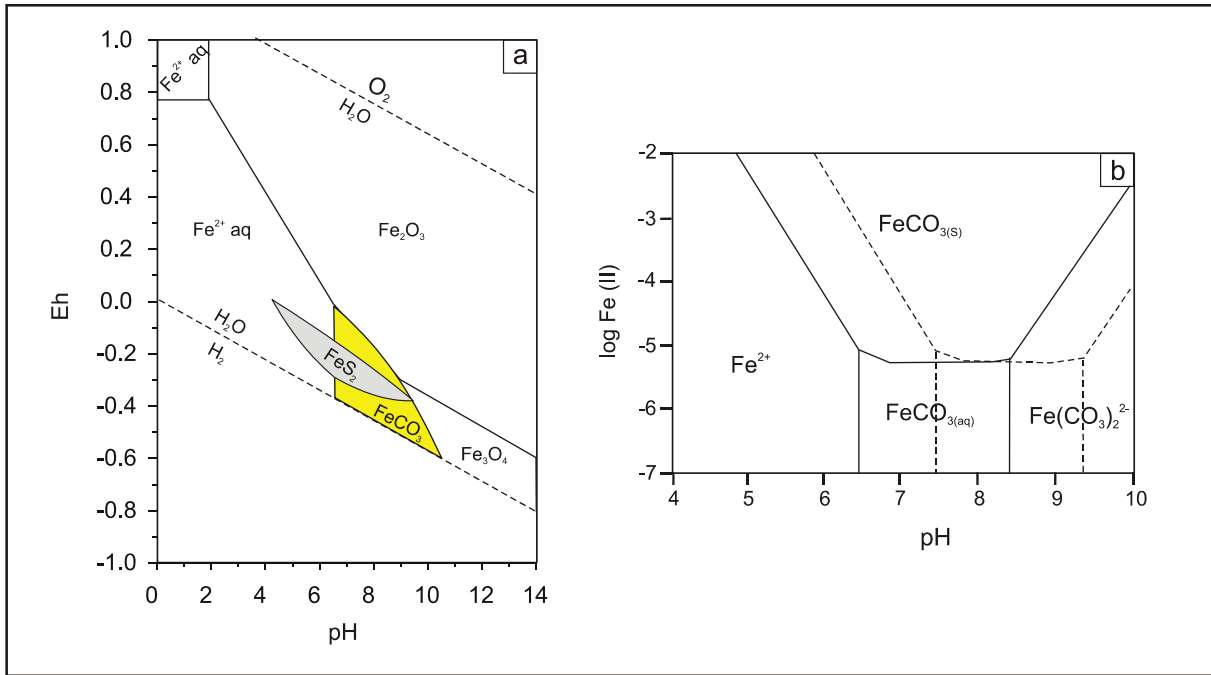 a
1.0
0.8
0.6
0.4
0.2
0.0
-0.2
-0.4
-0.6
-0.8
-1.0
Eh
Fe²⁺ aq
O₂
H₂O
Fe²⁺ aq
Fe₂O₃
H₂O
H₂
FeS₂
FeCO₃
Fe₃O₄
0 2 4 6 8 10 12 14
pH
b
-2
-3
-4
-5
-6
-7
log Fe (II)
FeCO₃₍S₎
Fe²⁺
FeCO₃₍aq₎
Fe(CO₃)₂²⁻
4 5 6 7 8 9 10
pH